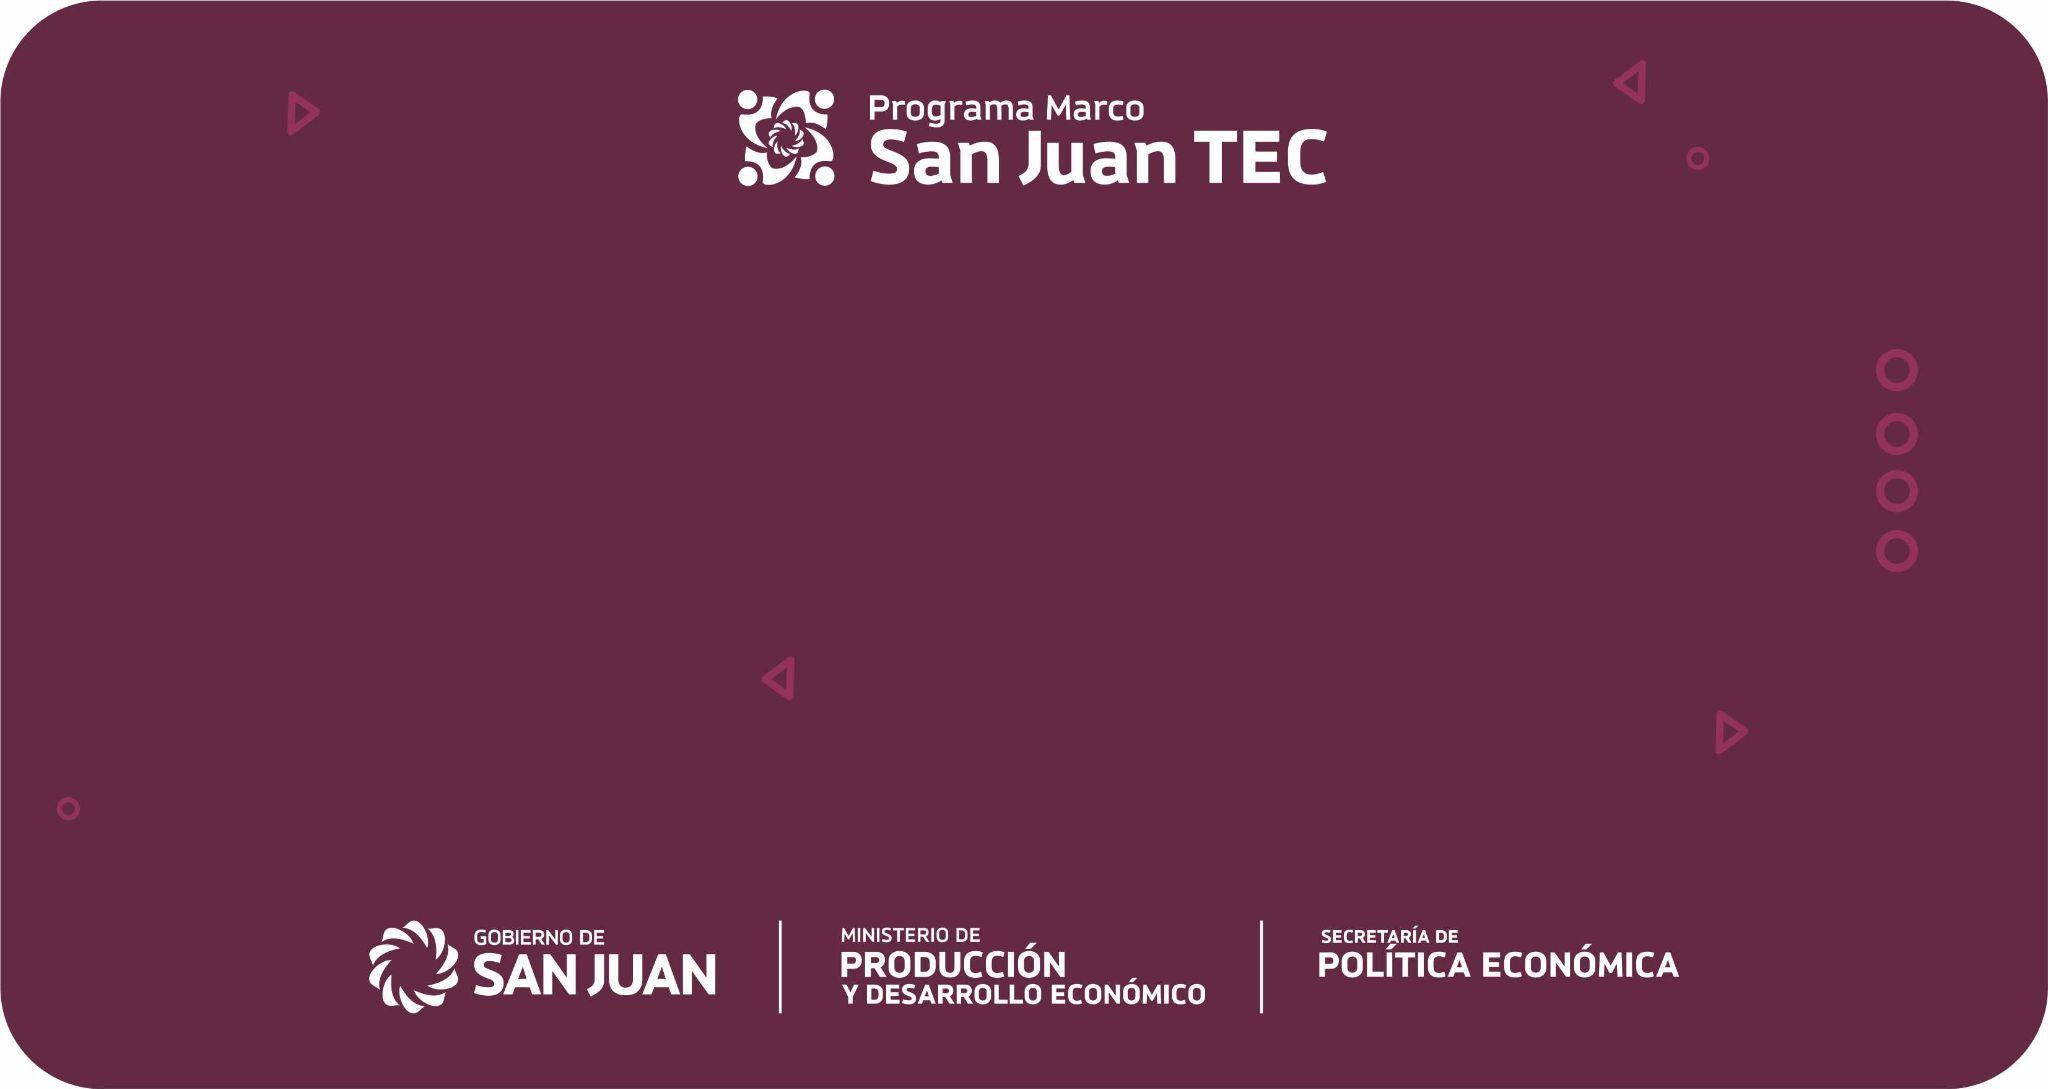 Programa Marco
San Juan TEC
GOBIERNO DE
SAN JUAN
MINISTERIO DE
PRODUCCIÓN
Y DESARROLLO ECONÓMICO
SECRETARÍA DE
POLÍTICA ECONÓMICA